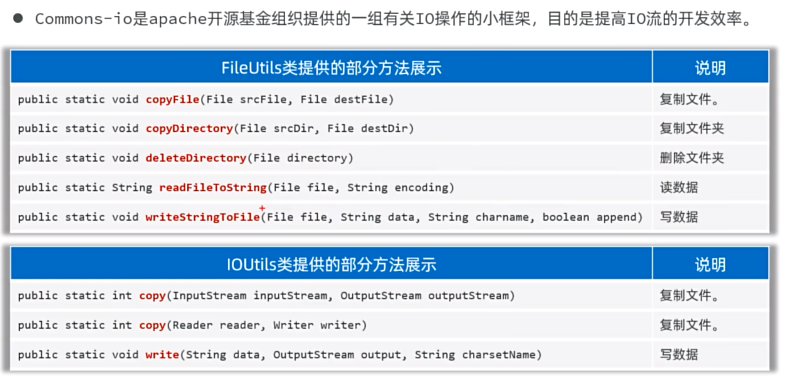 ● Commons-io是apache开源基金组织提供的一组有关IO操作的小框架，目的是提高IO流的开发效率。
FileUtils类提供的部分方法展示 说明
public static void copyFile(File srcFile, File destFile) 复制文件。
public static void copyDirectory(File srcDir, File destDir) 复制文件夹
public static void deleteDirectory(File directory) 删除文件夹
public static String readFileToString(File file, String encoding) 读数据
public static void writeStringToFile(File file, String data, String charname, boolean append) 写数据
IOUtils类提供的部分方法展示 说明
public static int copy(InputStream inputStream, OutputStream outputStream) 复制文件。
public static int copy(Reader reader, Writer writer) 复制文件。
public static void write(String data, OutputStream output, String charsetName) 写数据